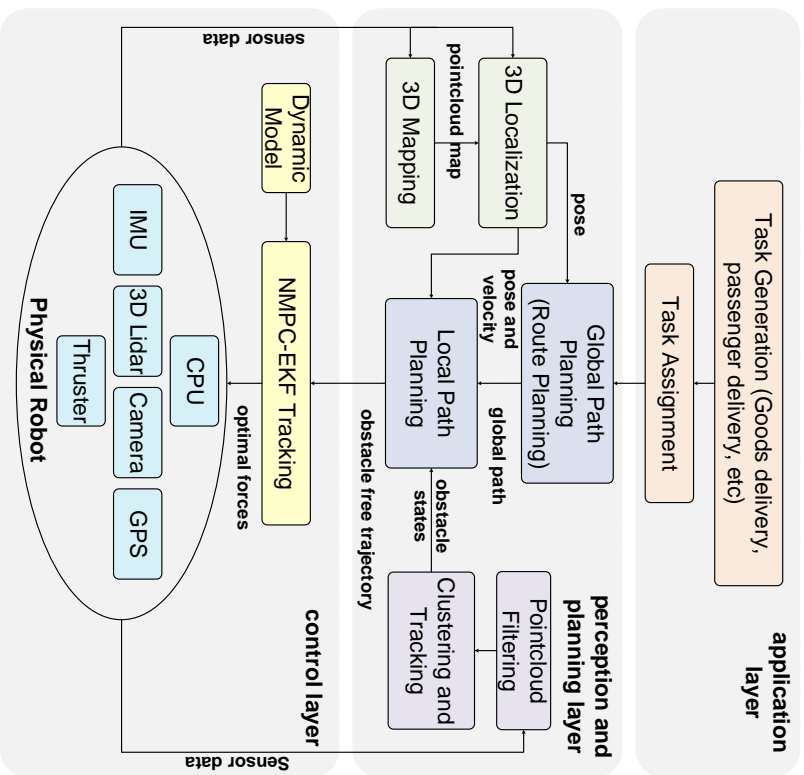 application
layer
Task Generation (Goods delivery,
passenger delivery, etc)
Task Assignment
perception and
planning layer
Global Path
Planning
(Route Planning)
pose
3D Localization
pointcloud map
3D Mapping
pose and
velocity
global path
Local Path
Planning
obstacle
states
Pointcloud
Filtering
Clustering and
Tracking
obstacle free trajectory
control layer
Dynamic
Model
NMPC-EKF Tracking
optimal forces
sensor data
Sensor data
CPU
IMU
3D Lidar
Camera
GPS
Thruster
Physical Robot